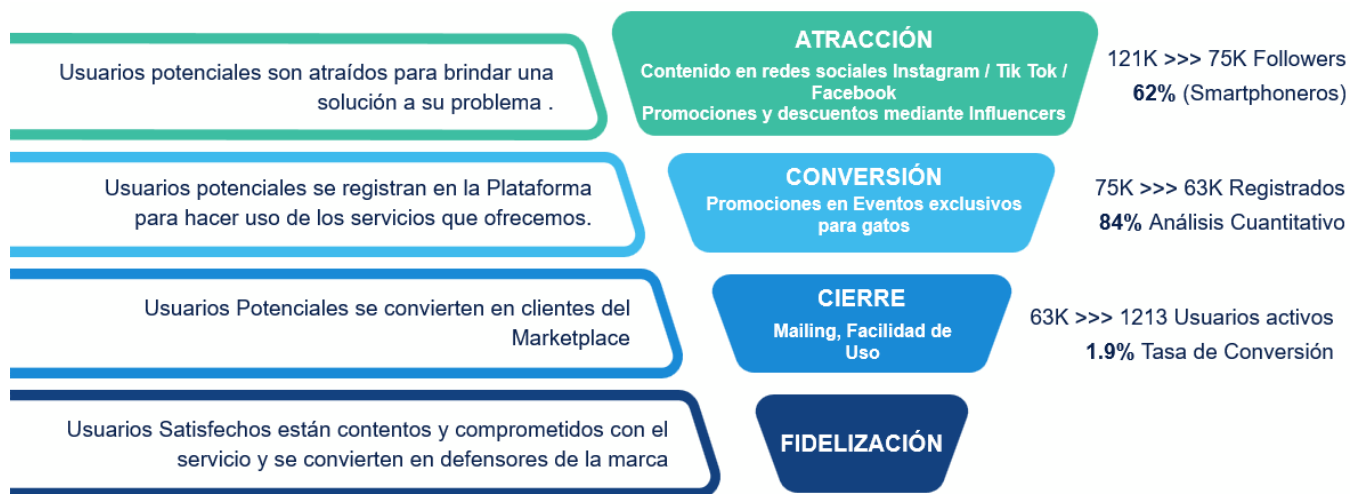 Usuarios potenciales son atraídos para brindar una
solución a su problema .
ATRACCIÓN
Contenido en redes sociales Instagram / Tik Tok /
Facebook
Promociones y descuentos mediante Influencers
121K >>> 75K Followers
62% (Smartphoneros)
Usuarios potenciales se registran en la Plataforma
para hacer uso de los servicios que ofrecemos.
CONVERSIÓN
Promociones en Eventos exclusivos
para gatos
75K >>> 63K Registrados
84% Análisis Cuantitativo
Usuarios Potenciales se convierten en clientes del
Marketplace
CIERRE
Mailing, Facilidad de
Uso
63K >>> 1213 Usuarios activos
1.9% Tasa de Conversión
Usuarios Satisfechos están contentos y comprometidos con el
servicio y se convierten en defensores de la marca
FIDELIZACIÓN